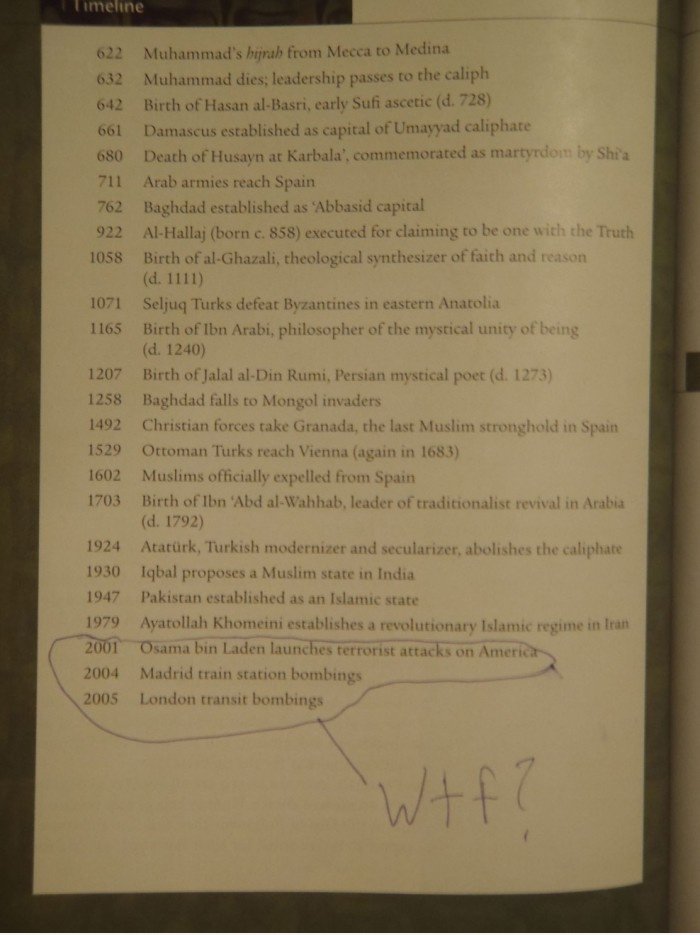 Timeline
622 Muhammad's hijrah from Mecca to Medina
632 Muhammad dies; leadership passes to the caliph
642 Birth of Hasan al-Basri, early Sufi ascetic (d. 728)
661 Damascus established as capital of Umayyad caliphate
680 Death of Husayn at Karbala', commemorated as martyrdom by Shi'a
711 Arab armies reach Spain
762 Baghdad established as 'Abbasid capital
922 Al-Hallaj (born c. 858) executed for claiming to be one with the Truth
1058 Birth of al-Ghazali, theological synthesizer of faith and reason
(d. 1111)
1071 Seljuq Turks defeat Byzantines in eastern Anatolia
1165 Birth of Ibn Arabi, philosopher of the mystical unity of being
(d. 1240)
1207 Birth of Jalal al-Din Rumi, Persian mystical poet (d. 1273)
1258 Baghdad falls to Mongol invaders
1492 Christian forces take Granada, the last Muslim stronghold in Spain
1529 Ottoman Turks reach Vienna (again in 1683)
1602 Muslims officially expelled from Spain
1703 Birth of Ibn 'Abd al-Wahhab, leader of traditionalist revival in Arabia
(d. 1792)
1924 Atatürk, Turkish modernizer and secularizer, abolishes the caliphate
1930 Iqbal proposes a Muslim state in India
1947 Pakistan established as an Islamic state
1979 Ayatollah Khomeini establishes a revolutionary Islamic regime in Iran
2001 Osama bin Laden launches terrorist attacks on America
2004 Madrid train station bombings
2005 London transit bombings
Wtf?